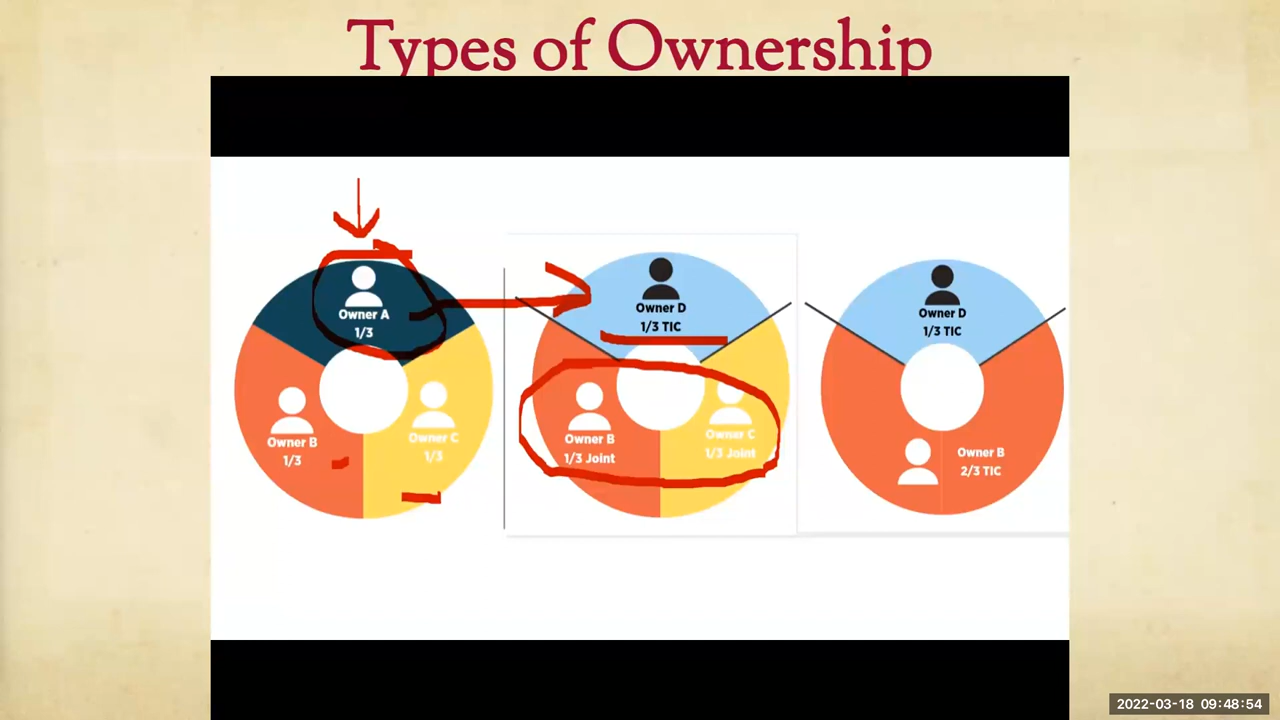 Types of Ownership
Owner A
1/3
Owner B
1/3
Owner C
1/3
Owner D
1/3 TIC
Owner B
1/3 Joint
Owner C
1/3 Joint
Owner D
1/3 TIC
Owner B
2/3 TIC
2022-03-18 09:48:54